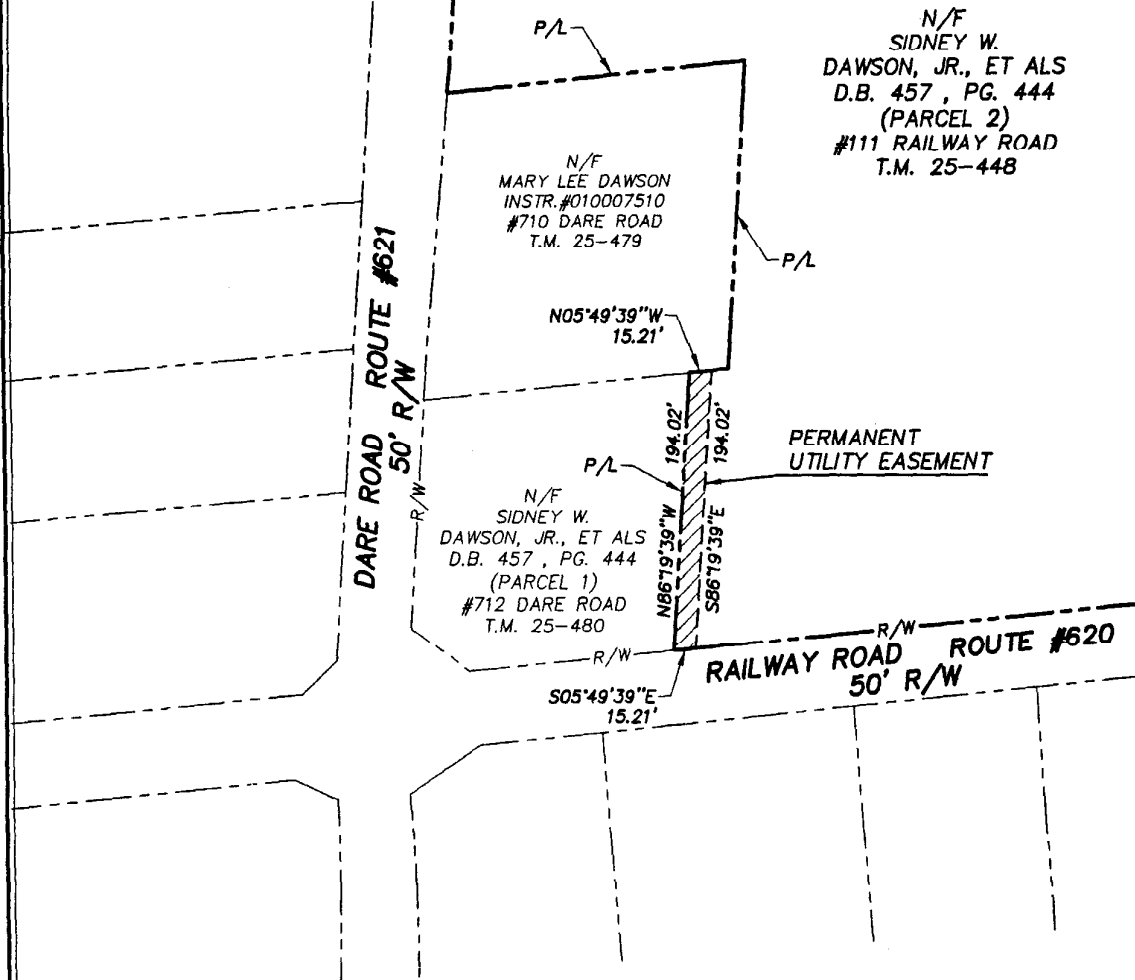 P/L
N/F
SIDNEY W.
DAWSON, JR., ET ALS
D.B. 457 , PG. 444
(PARCEL 2)
#111 RAILWAY ROAD
T.M. 25-448
N/F
MARY LEE DAWSON
INSTR.#010007510
#710 DARE ROAD
T.M. 25-479
P/L
N05°49'39"W
15.21'
DARE ROAD ROUTE #621
50' R/W
R/W
194.02'
194.02'
N86°19'39"W
S86°19'39"E
P/L
PERMANENT
UTILITY EASEMENT
N/F
SIDNEY W.
DAWSON, JR., ET ALS
D.B. 457 , PG. 444
(PARCEL 1)
#712 DARE ROAD
T.M. 25-480
R/W
R/W
RAILWAY ROAD ROUTE #620
50' R/W
S05°49'39"E
15.21'